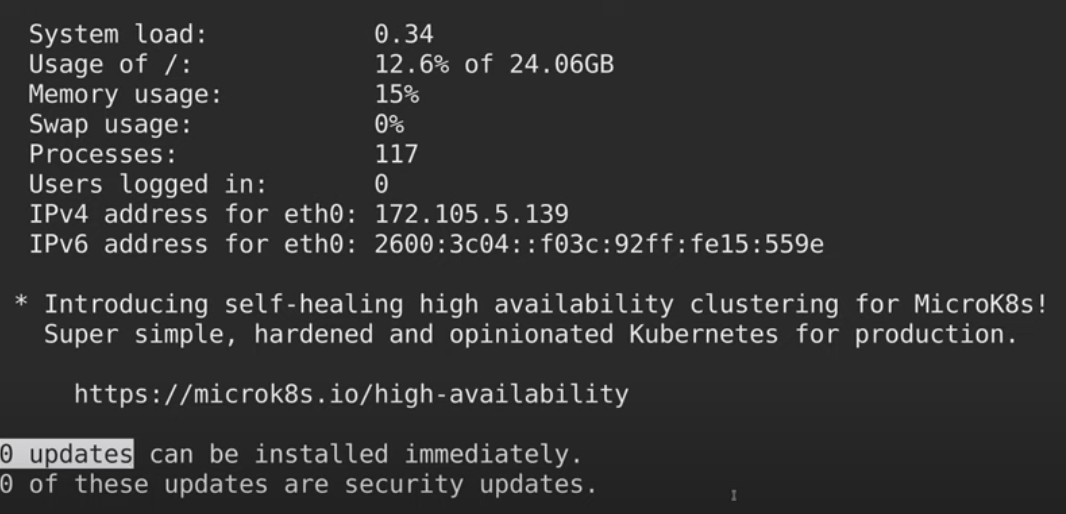 System load: 0.34
Usage of /: 12.6% of 24.06GB
Memory usage: 15%
Swap usage: 0%
Processes: 117
Users logged in: 0
IPv4 address for eth0: 172.105.5.139
IPv6 address for eth0: 2600:3c04::f03c:92ff:fe15:559e
* Introducing self-healing high availability clustering for MicroK8s!
Super simple, hardened and opinionated Kubernetes for production.
https://microk8s.io/high-availability
0 updates can be installed immediately.
0 of these updates are security updates.